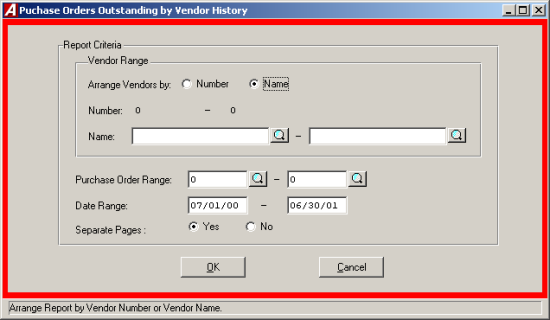 A Puchase Orders Outstanding by Vendor History
Report Criteria
Vendor Range
Arrange Vendors by: Number Name
Number: 0 – 0
Name: –
Purchase Order Range: 0 – 0
Date Range: 07/01/00 – 06/30/01
Separate Pages : Yes No
OK Cancel
Arrange Report by Vendor Number or Vendor Name.